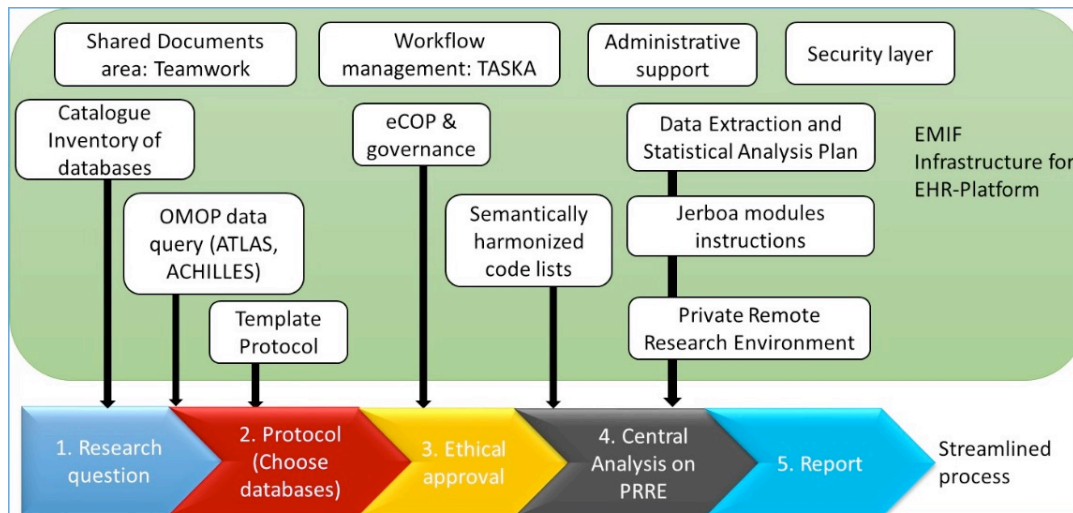 Shared Documents
area: Teamwork
Workflow
management: TASKA
Administrative
support
Security layer
Catalogue
Inventory of
databases
eCOP &
governance
Data Extraction and
Statistical Analysis Plan
EMIF
Infrastructure for
EHR-Platform
OMOP data
query (ATLAS,
ACHILLES)
Semantically
harmonized
code lists
Jerboa modules
instructions
Template
Protocol
Private Remote
Research Environment
1. Research
question
2. Protocol
(Choose
databases)
3. Ethical
approval
4. Central
Analysis on
PRRE
5. Report
Streamlined
process